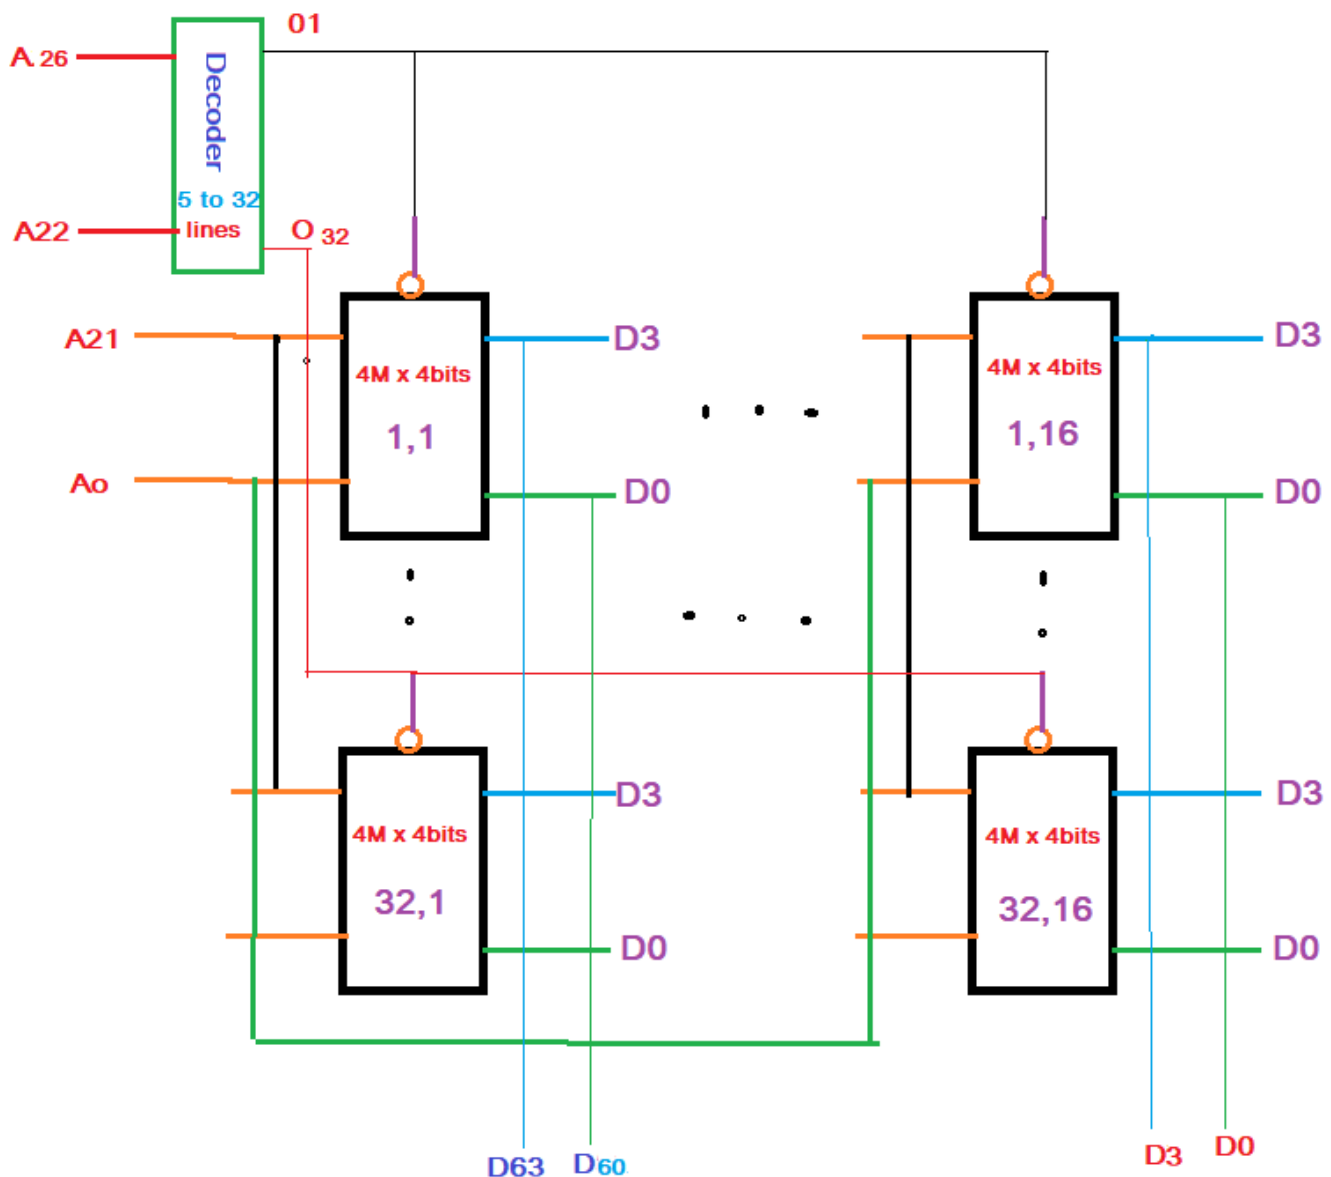 01
A.26
Decoder
5 to 32
A22
lines
O 32
A21
D3
D3
4M x 4bits
4M x 4bits
1,1
1,16
Ao
D0
D0
D3
D3
4M x 4bits
4M x 4bits
32,1
32,16
D0
D0
D63
D60
D3
D0